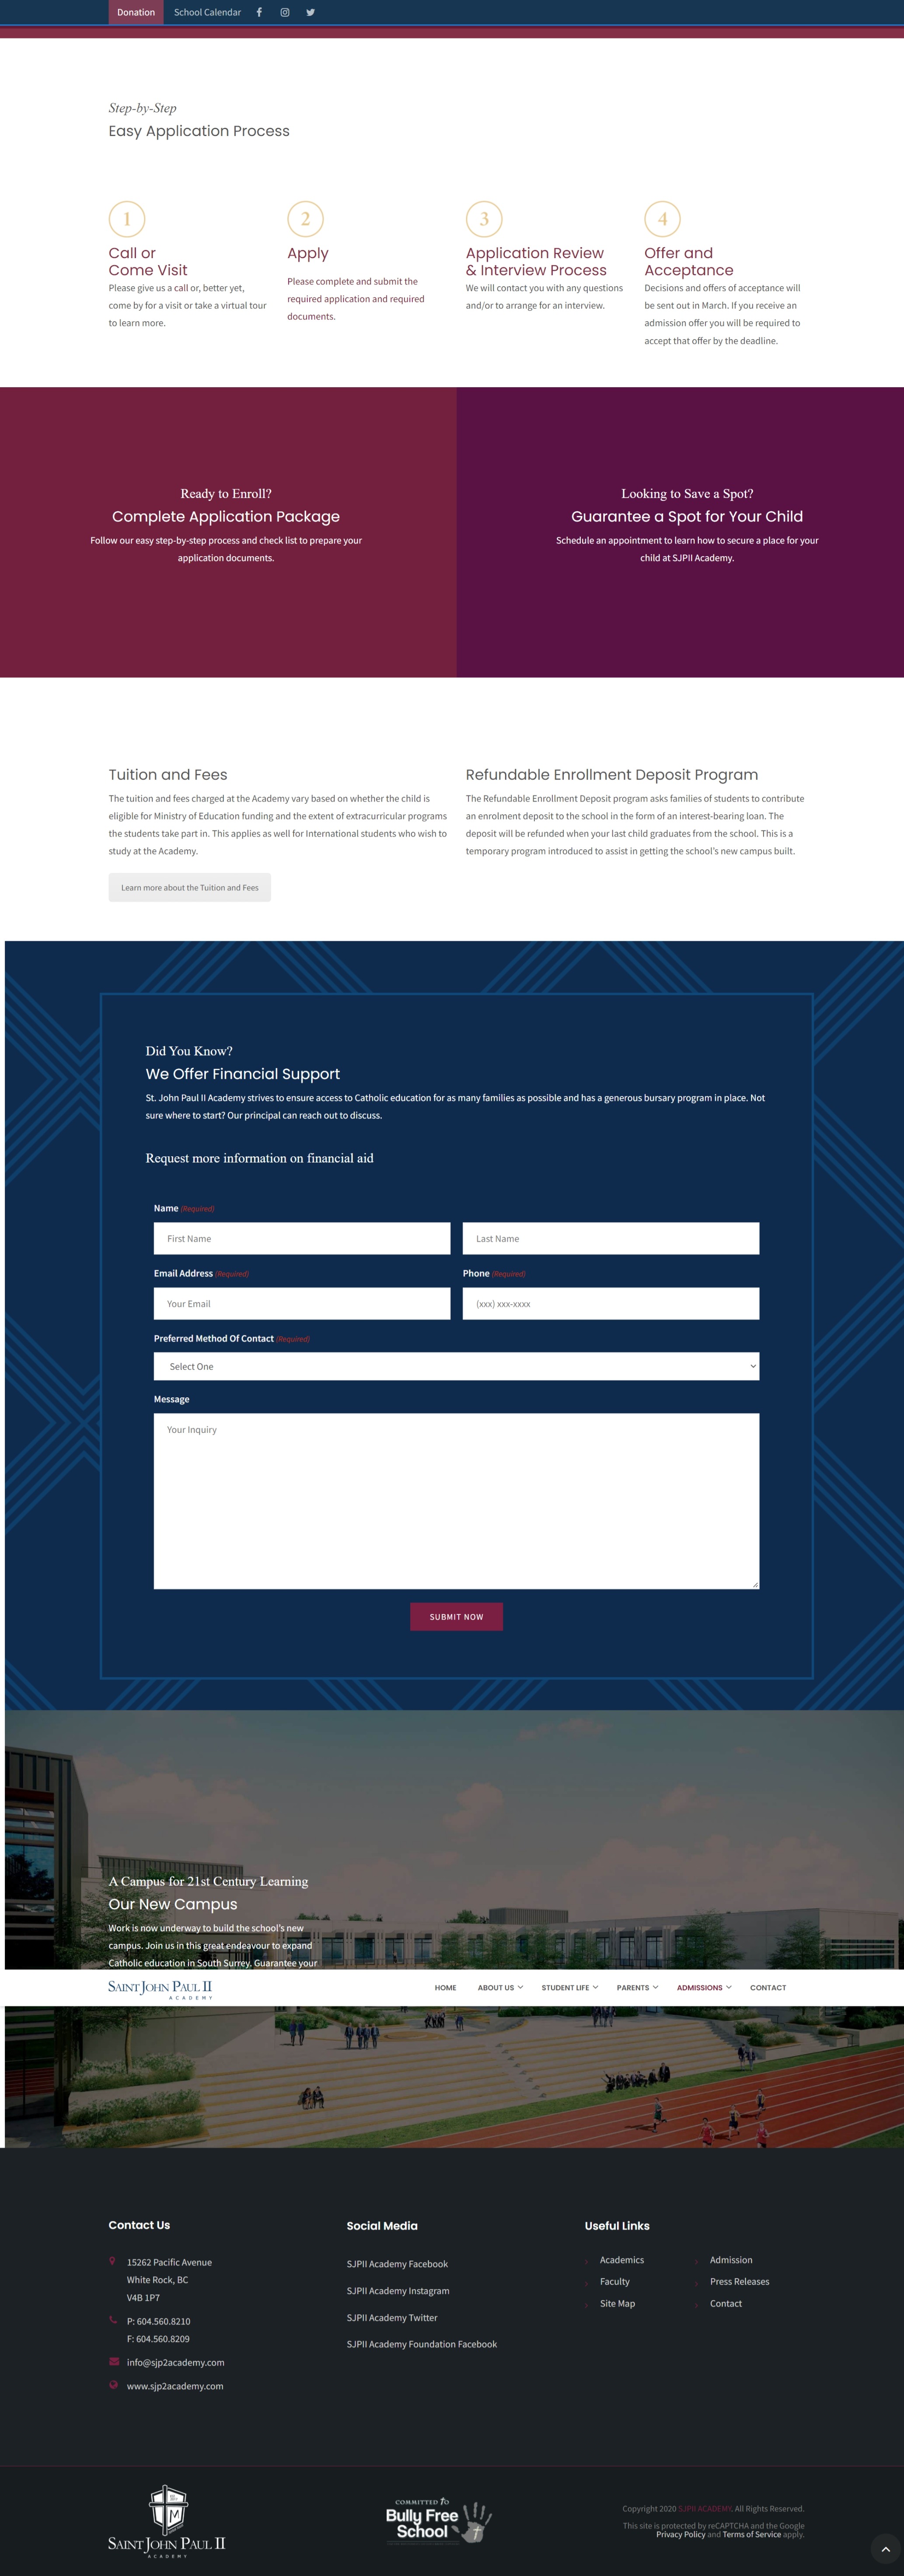 Donation School Calendar
Step-by-Step
Easy Application Process
1
Call or
Come Visit
Please give us a call or, better yet,
come by for a visit or take a virtual tour
to learn more.
2
Apply
Please complete and submit the
required application and required
documents.
3
Application Review
& Interview Process
We will contact you with any questions
and/or to arrange for an interview.
4
Offer and
Acceptance
Decisions and offers of acceptance will
be sent out in March. If you receive an
admission offer you will be required to
accept that offer by the deadline.
Ready to Enroll?
Complete Application Package
Follow our easy step-by-step process and check list to prepare your
application documents.
Looking to Save a Spot?
Guarantee a Spot for Your Child
Schedule an appointment to learn how to secure a place for your
child at SJPII Academy.
Tuition and Fees
The tuition and fees charged at the Academy vary based on whether the child is
eligible for Ministry of Education funding and the extent of extracurricular programs
the students take part in. This applies as well for International students who wish to
study at the Academy.
Learn more about the Tuition and Fees
Refundable Enrollment Deposit Program
The Refundable Enrollment Deposit program asks families of students to contribute
an enrolment deposit to the school in the form of an interest-bearing loan. The
deposit will be refunded when your last child graduates from the school. This is a
temporary program introduced to assist in getting the school's new campus built.
Did You Know?
We Offer Financial Support
St. John Paul II Academy strives to ensure access to Catholic education for as many families as possible and has a generous bursary program in place. Not
sure where to start? Our principal can reach out to discuss.
Request more information on financial aid
Name (Required)
First Name
Last Name
Email Address (Required)
Phone (Required)
Your Email
(xxx) xxx-xxxx
Preferred Method Of Contact (Required)
Select One
Message
Your Inquiry
SUBMIT NOW
A Campus for 21st Century Learning
Our New Campus
Work is now underway to build the school's new
campus. Join us in this great endeavour to expand
Catholic education in South Surrey. Guarantee your
SAINT JOHN PAUL II
ACADEMY
HOME ABOUT US STUDENT LIFE PARENTS ADMISSIONS CONTACT
Contact Us
15262 Pacific Avenue
White Rock, BC
V4B 1P7
P: 604.560.8210
F: 604.560.8209
info@sjp2academy.com
www.sjp2academy.com
Social Media
SJPII Academy Facebook
SJPII Academy Instagram
SJPII Academy Twitter
SJPII Academy Foundation Facebook
Useful Links
Academics
Faculty
Site Map
Admission
Press Releases
Contact
SAINT JOHN PAUL II
ACADEMY
COMMITTED TO
Bully Free
School
Copyright 2020 SJPII ACADEMY. All Rights Reserved.
This site is protected by reCAPTCHA and the Google
Privacy Policy and Terms of Service apply.